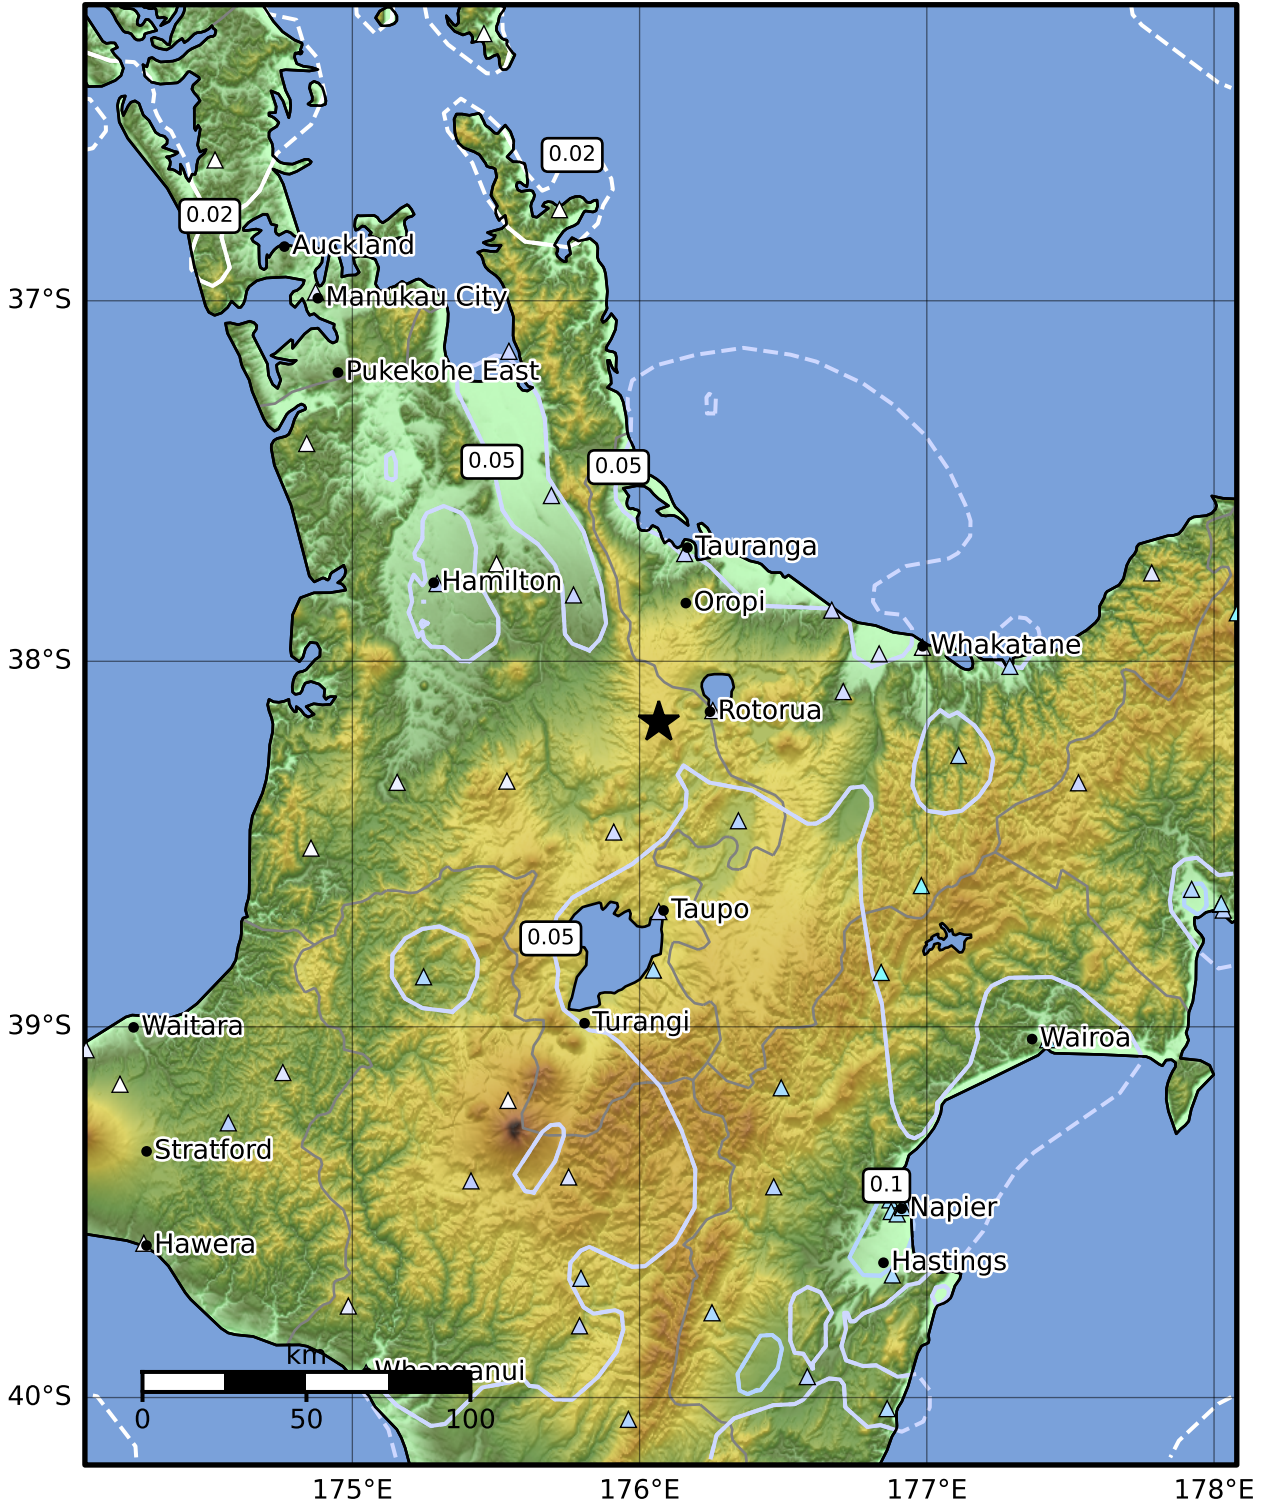 0.02
0.02
Auckland
Manukau City
37°S
Pukekohe East
0.05
0.05
Tauranga
Hamilton
Oropi
Whakatane
38°S
Rotorua
Taupo
0.05
Turangi
39°S
Waitara
Wairoa
Stratford
0.1
Napier
Hawera
Hastings
km
Whanganui
40°S
0
50
100
175°E
176°E
177°E
178°E